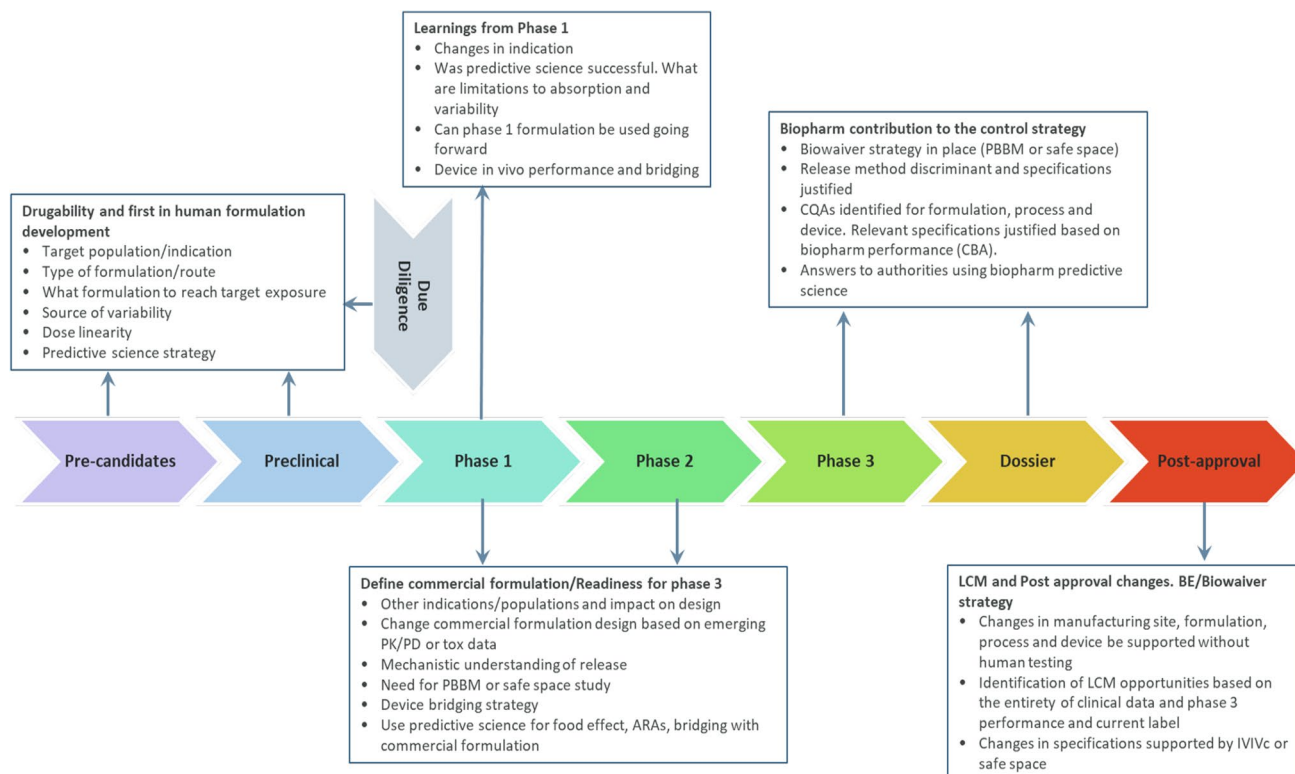 Learnings from Phase 1
• Changes in indication
• Was predictive science successful. What
are limitations to absorption and
variability
• Can phase 1 formulation be used going
forward
• Device in vivo performance and bridging
Biopharm contribution to the control strategy
• Biowaiver strategy in place (PBBM or safe space)
• Release method discriminant and specifications
justified
• CQAs identified for formulation, process and
device. Relevant specifications justified based on
biopharm performance (CBA).
• Answers to authorities using biopharm predictive
science
Drugability and first in human formulation
development
• Target population/indication
• Type of formulation/route
• What formulation to reach target exposure
• Source of variability
• Dose linearity
• Predictive science strategy
Due
Diligence
Pre-candidates
Preclinical
Phase 1
Phase 2
Phase 3
Dossier
Post-approval
Define commercial formulation/Readiness for phase 3
• Other indications/populations and impact on design
• Change commercial formulation design based on emerging
PK/PD or tox data
• Mechanistic understanding of release
• Need for PBBM or safe space study
• Device bridging strategy
• Use predictive science for food effect, ARAs, bridging with
commercial formulation
LCM and Post approval changes. BE/Biowaiver
strategy
• Changes in manufacturing site, formulation,
process and device be supported without
human testing
• Identification of LCM opportunities based on
the entirety of clinical data and phase 3
performance and current label
• Changes in specifications supported by IVIVc or
safe space